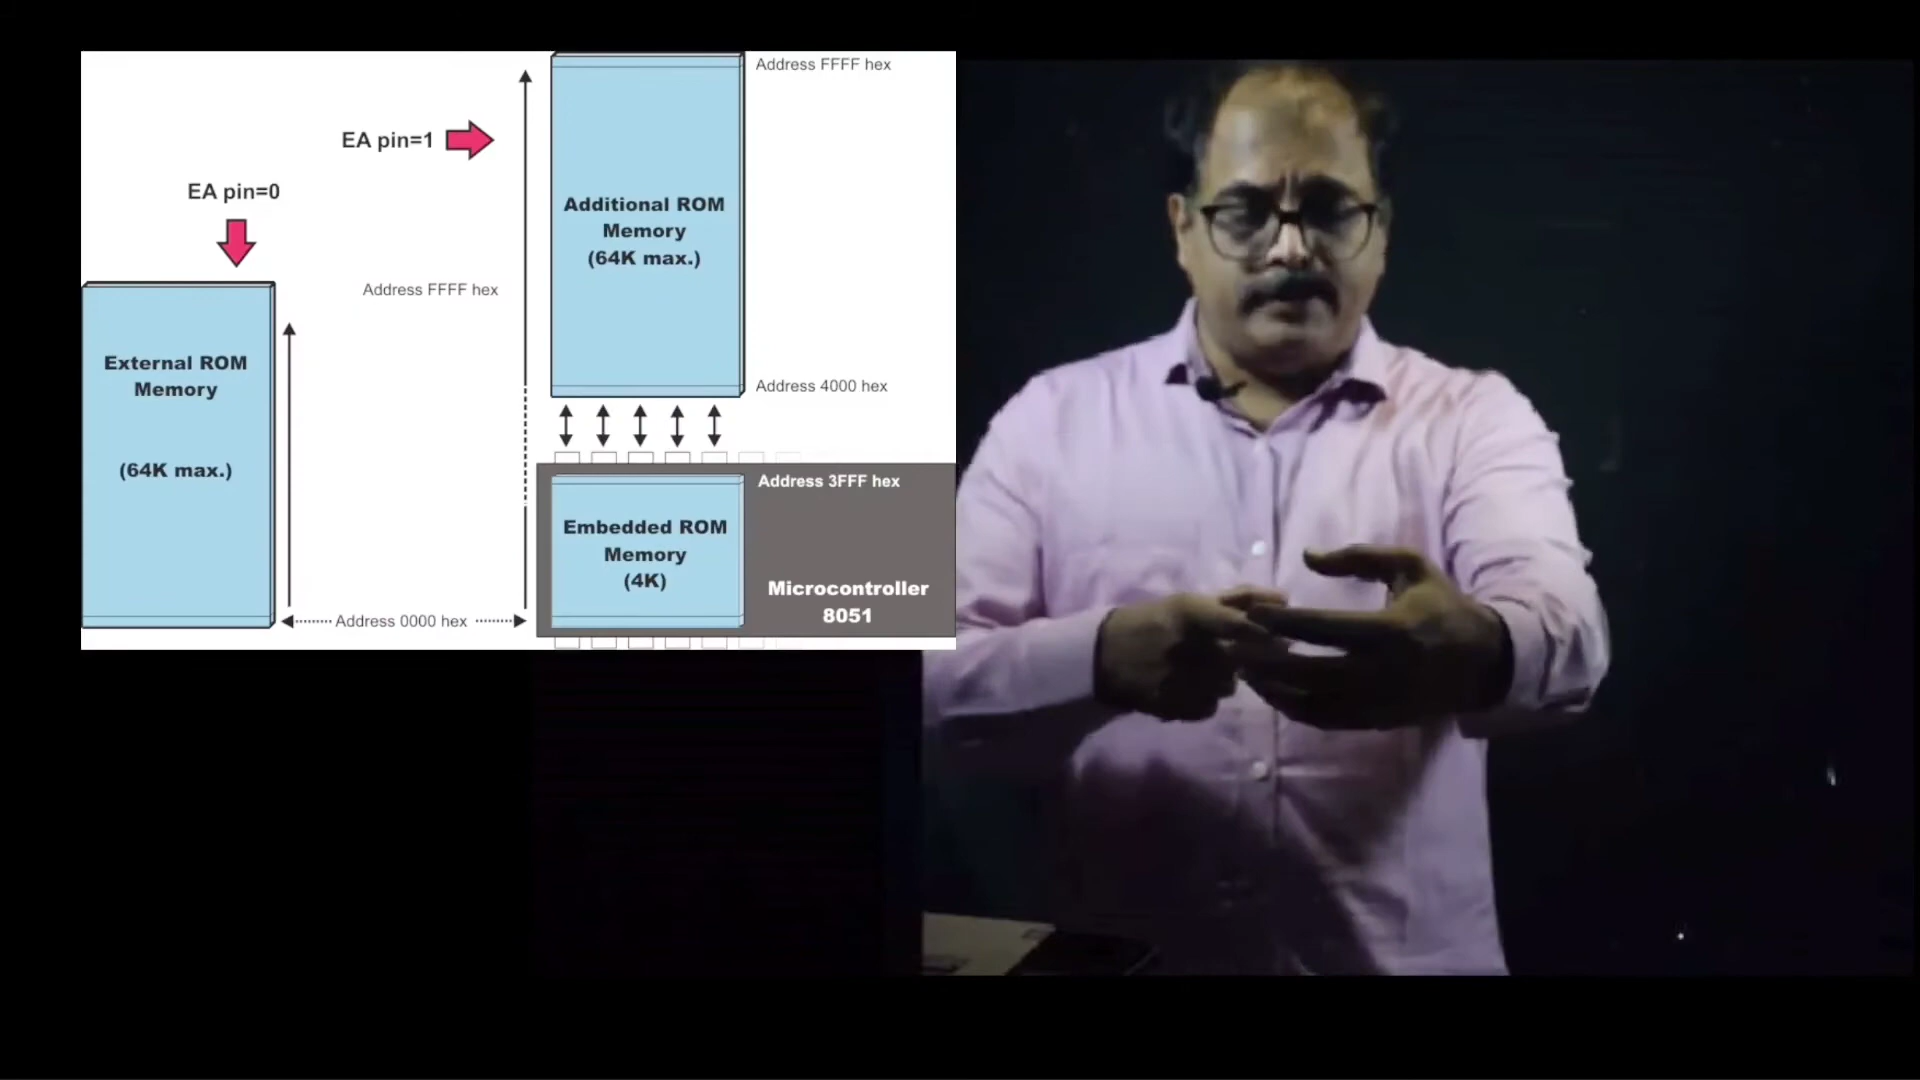 Address FFFF hex
EA pin=1
EA pin=0
Additional ROM
Memory
(64K max.)
Address FFFF hex
External ROM
Memory
(64K max.)
Address 4000 hex
Address 3FFF hex
Embedded ROM
Memory
(4K)
Microcontroller
8051
Address 0000 hex